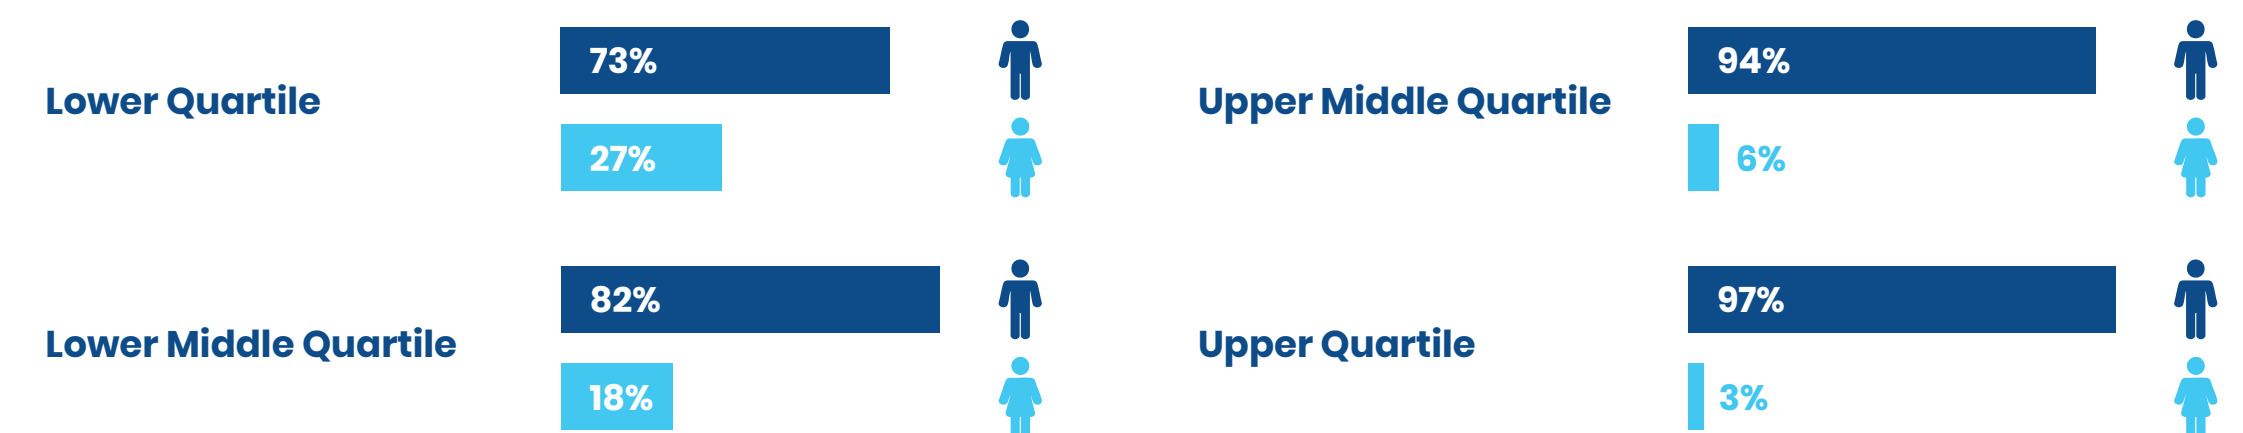 Lower Quartile
73%
27%
Upper Middle Quartile
94%
6%
Lower Middle Quartile
82%
18%
Upper Quartile
97%
3%